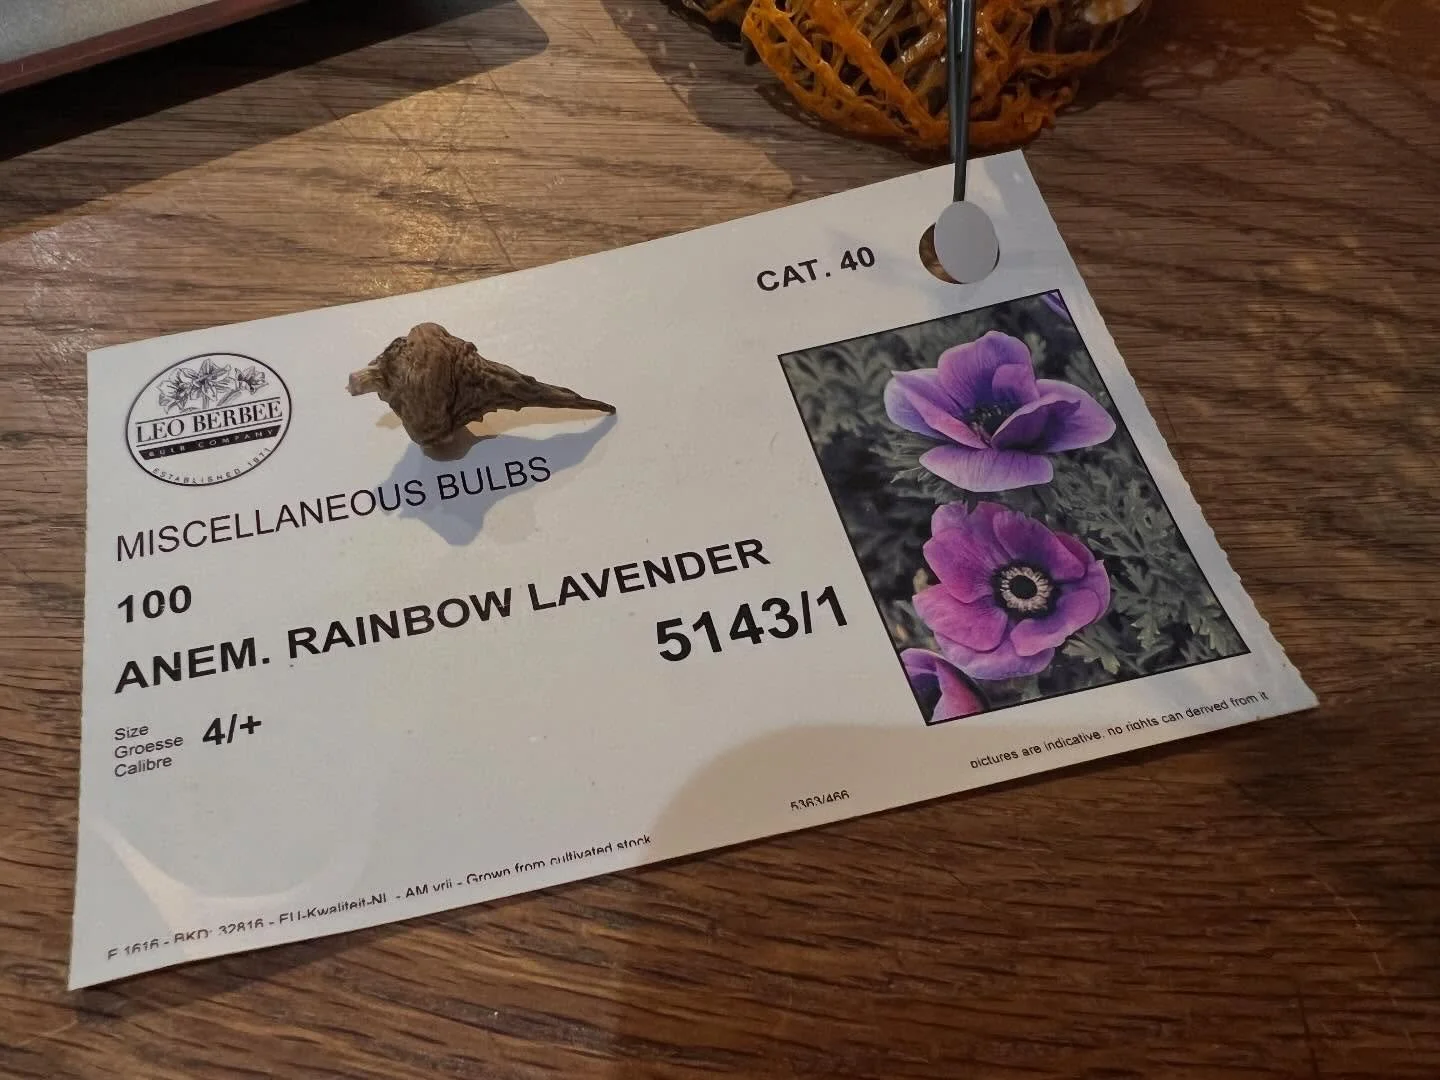 CAT. 40
LEO BERBEE
BULB COMPANY
ESTABLISHED 1971
MISCELLANEOUS BULBS
100
ANEM. RAINBOW LAVENDER
5143/1
Size
Groesse
Calibre
4/+
pictures are indicative, no rights can derived from it
5363/466
F 1616 - BKD: 32816 - EU-Kwaliteit-NL - AM vrij - Grown from cultivated stock